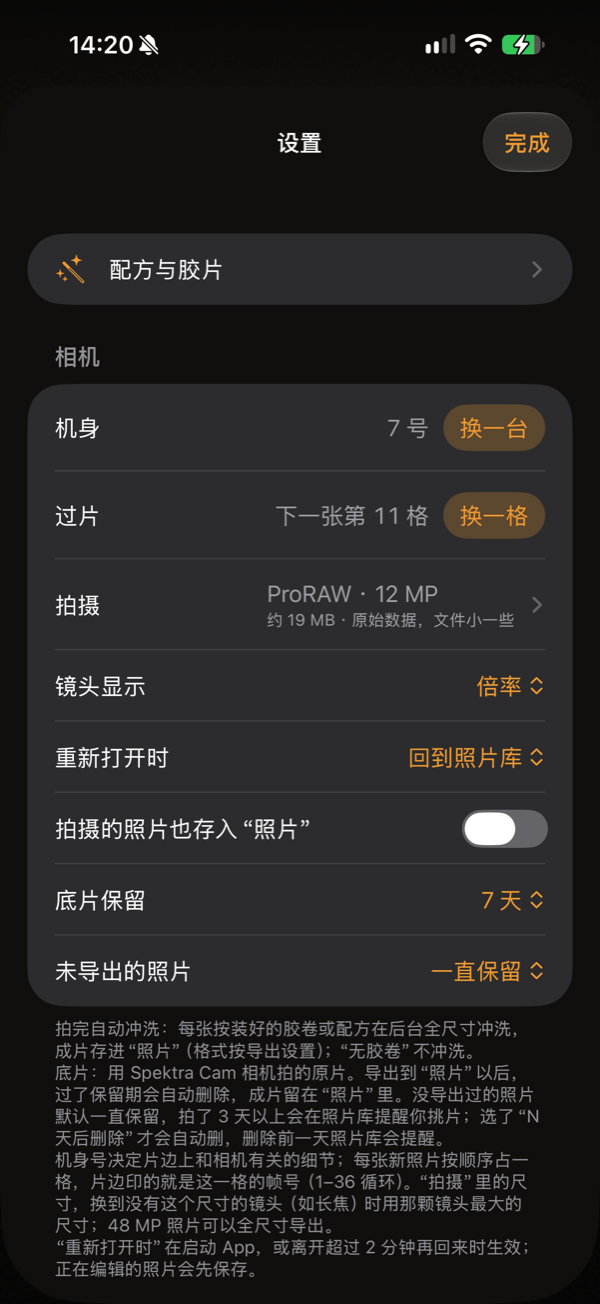 14:20
设置
完成
配方与胶片
相机
机身
7 号
换一台
过片
下一张第 11 格
换一格
拍摄
ProRAW · 12 MP
约 19 MB · 原始数据，文件小一些
镜头显示
倍率
重新打开时
回到照片库
拍摄的照片也存入“照片”
底片保留
7 天
未导出的照片
一直保留
拍完自动冲洗：每张按装好的胶卷或配方在后台全尺寸冲洗，
成片存进“照片”（格式按导出设置）；“无胶卷”不冲洗。
底片：用 Spektra Cam 相机拍的原片。导出到“照片”以后，
过了保留期会自动删除，成片留在“照片”里。没导出过的照片
默认一直保留，拍了 3 天以上会在照片库提醒你挑片；选了“N
天后删除”才会自动删，删除前一天照片库会提醒。
机身号决定片边上和相机有关的细节；每张新照片按顺序占一
格，片边印的就是这一格的帧号（1–36 循环）。“拍摄”里的尺
寸，换到没有这个尺寸的镜头（如长焦）时用那颗镜头最大的
尺寸；48 MP 照片可以全尺寸导出。
“重新打开时”在启动 App，或离开超过 2 分钟再回来时生效；
正在编辑的照片会先保存。